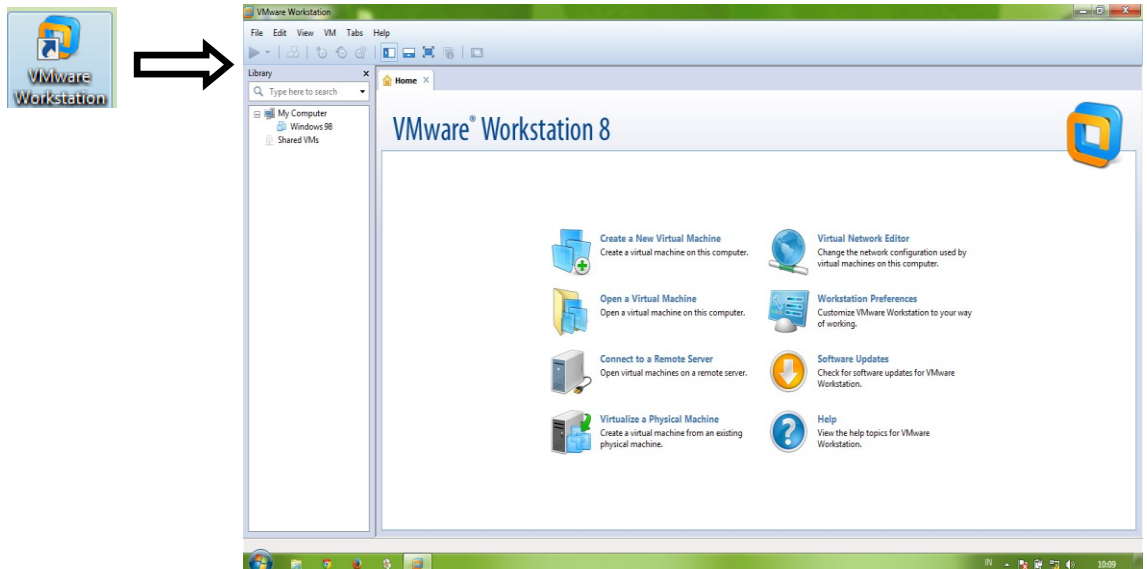 VMware
Workstation
VMware Workstation
File Edit View VM Tabs Help
Library x
Type here to search
My Computer
Windows 98
Shared VMs
Home ×
VMware® Workstation 8
Create a New Virtual Machine
Create a virtual machine on this computer.
Open a Virtual Machine
Open a virtual machine on this computer.
Connect to a Remote Server
Open virtual machines on a remote server.
Virtualize a Physical Machine
Create a virtual machine from an existing
physical machine.
Virtual Network Editor
Change the network configuration used by
virtual machines on this computer.
Workstation Preferences
Customize VMware Workstation to your way
of working.
Software Updates
Check for software updates for VMware
Workstation.
Help
View the help topics for VMware
Workstation.
IN 10:09